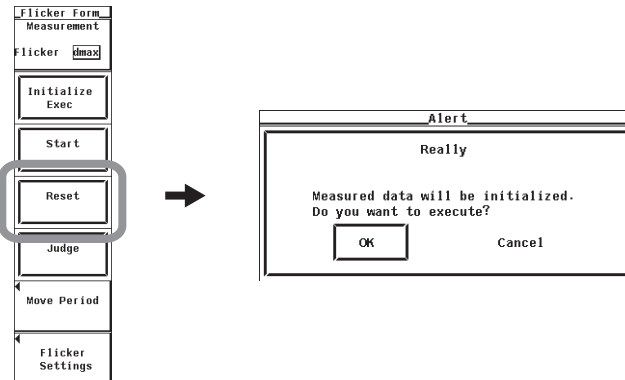 Flicker Form
Measurement
Flicker dmax
Initialize
Exec
Start
Reset
Judge
Move Period
Flicker
Settings
Alert
Really
Measured data will be initialized.
Do you want to execute?
OK Cancel